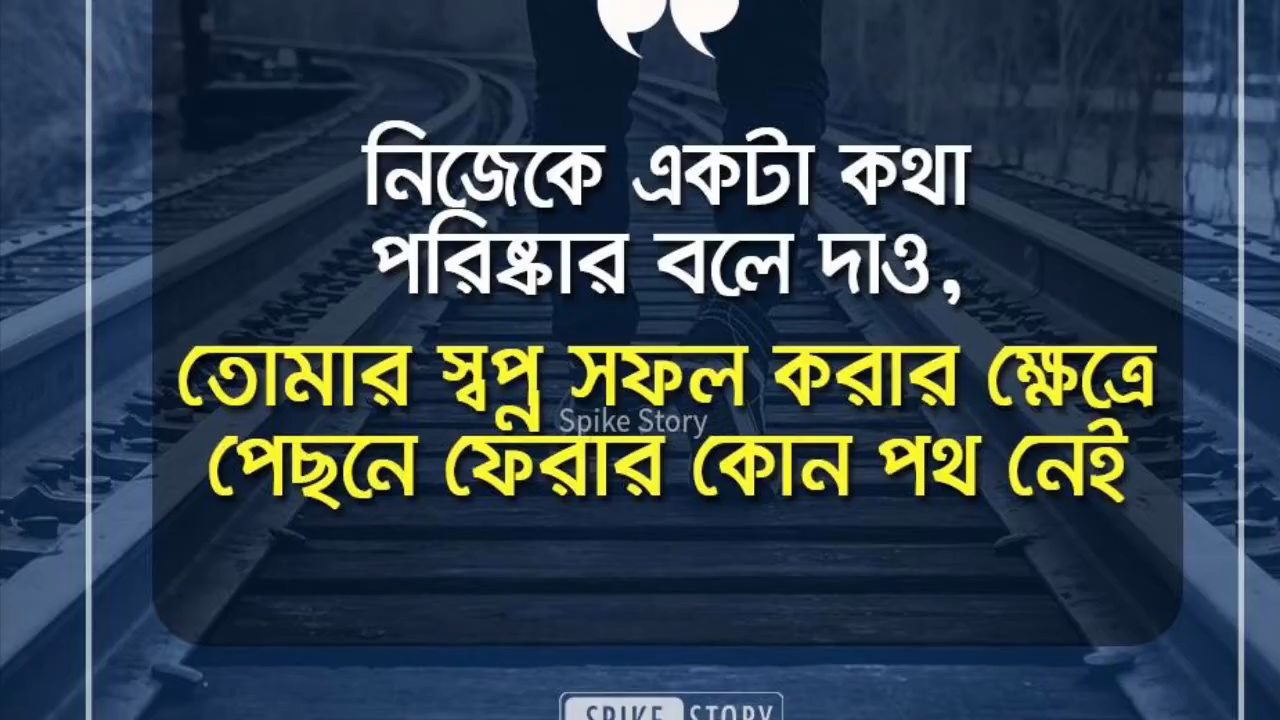 নিজেকে একটা কথা
পরিষ্কার বলে দাও,
তোমার স্বপ্ন সফল করার ক্ষেত্রে
Spike Story
পেছনে ফেরার কোন পথ নেই
SPIKE STORY